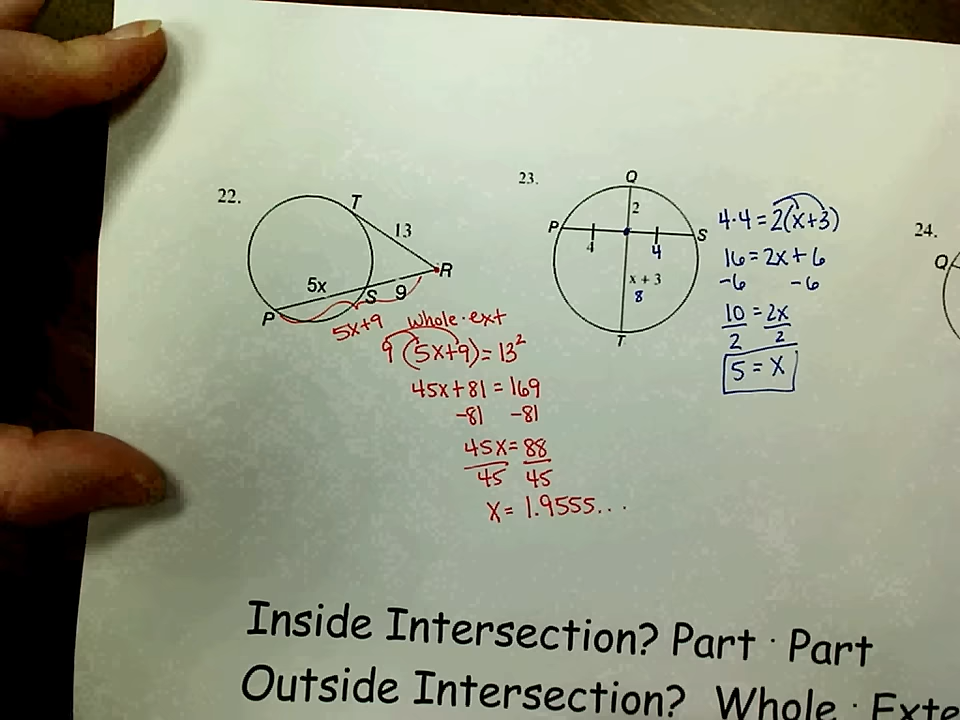 22.
T
13
R
5x
S
9
P
5x+9
whole·ext
9(5x+9)=13²
45x+81=169
-81 -81
45x=88
45 45
x=1.9555...
23.
Q
2
P
S
4
4
x + 3
8
T
4·4=2(x+3)
16=2x+6
-6 -6
10=2x
2 2
5=x
24.
Q
Inside Intersection? Part · Part
Outside Intersection? Whole · Exte